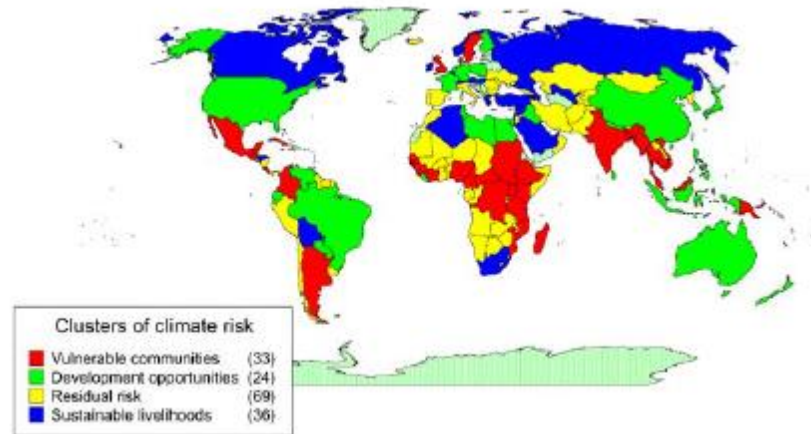 Clusters of climate risk
Vulnerable communities (33)
Development opportunities (24)
Residual risk (69)
Sustainable livelihoods (36)